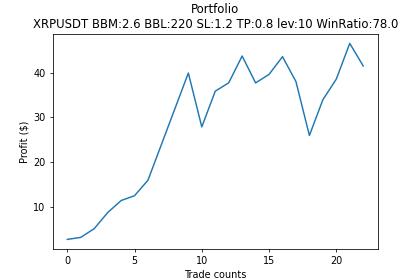 Portfolio
XRPUSDT BBM:2.6 BBL:220 SL:1.2 TP:0.8 lev:10 WinRatio:78.0
40
30
20
10
Profit ($)
0 5 10 15 20
Trade counts